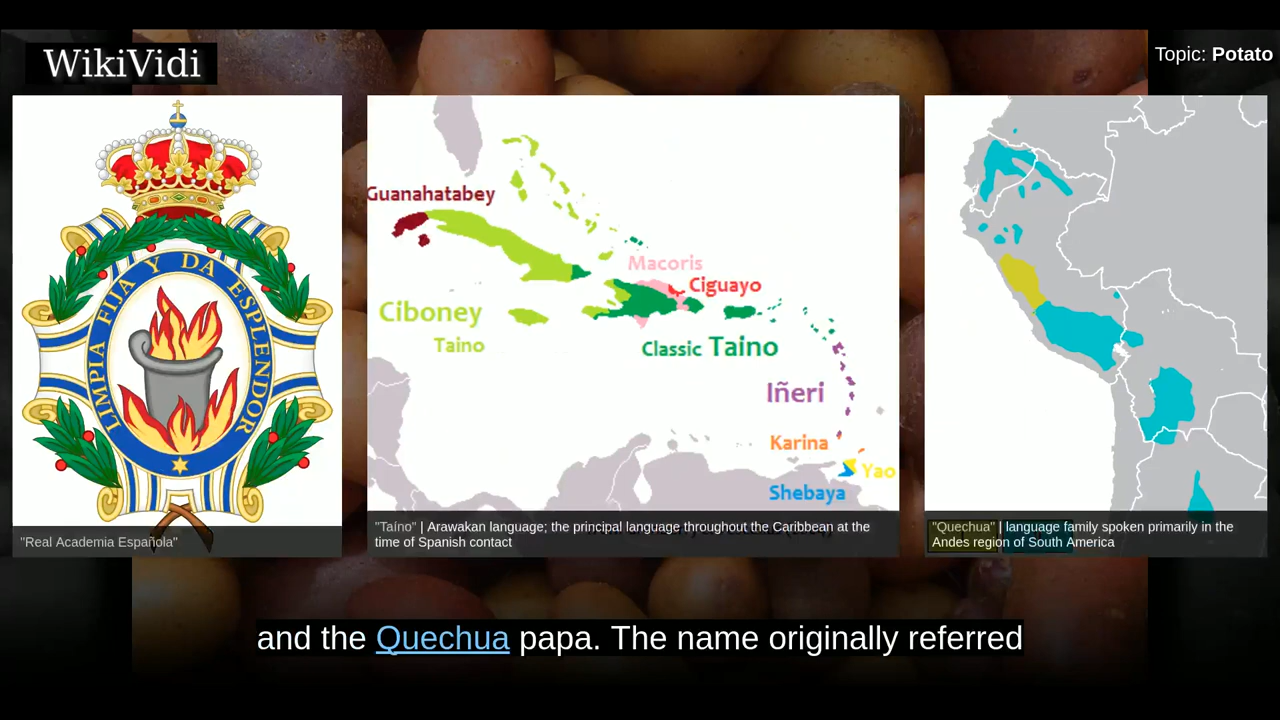 WikiVidi
Topic: Potato
LIMPIA FIJA Y DA ESPLENDOR
Guanahatabey
Macoris
Ciguayo
Ciboney
Taino
Classic Taino
Iñeri
Karina
Yao
Shebaya
"Real Academia Española"
"Taíno" | Arawakan language; the principal language throughout the Caribbean at the
time of Spanish contact
"Quechua" | language family spoken primarily in the
Andes region of South America
and the Quechua papa. The name originally referred